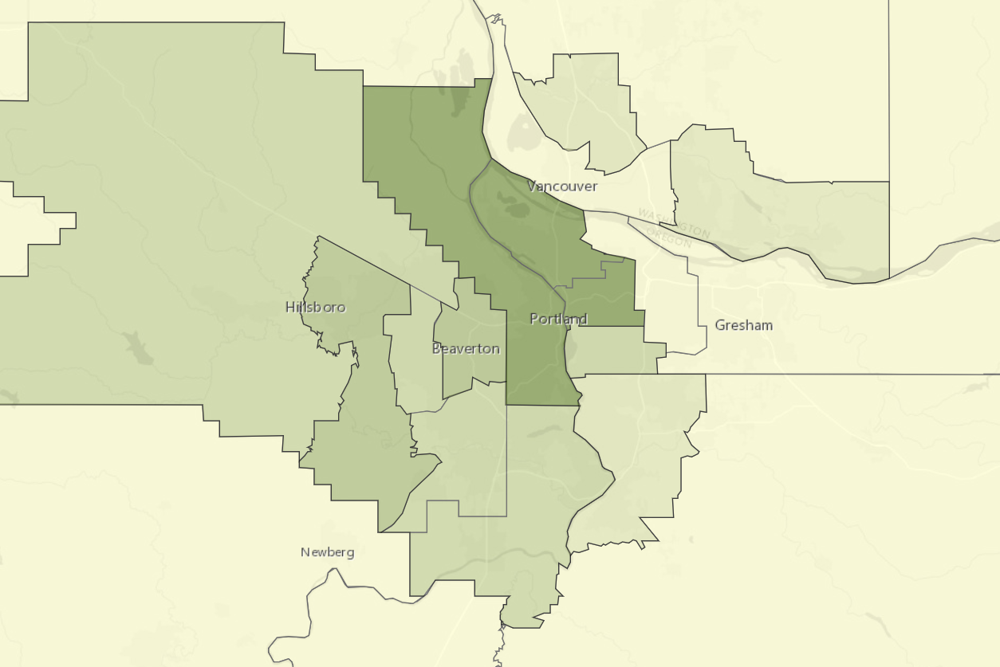 Vancouver
WASHINGTON
OREGON
Hillsboro
Portland
Gresham
Beaverton
Newberg